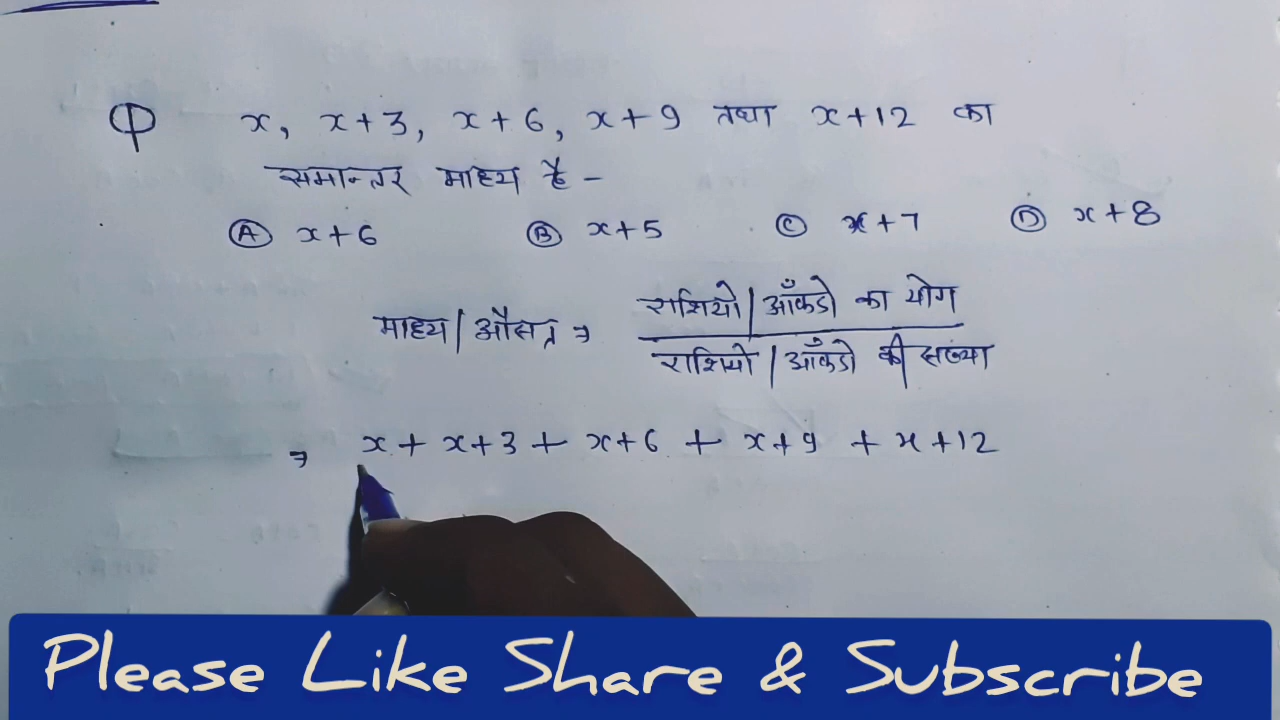 Q x, x+3, x+6, x+9 तथा x+12 का
समान्तर माध्य है -
(A) x+6 (B) x+5 (C) x+7 (D) x+8
माध्य | औसत ⇒ राशियो | आँकडो का योग
राशियो | आँकडो की संख्या
⇒ x + x+3 + x+6 + x+9 + x+12
Please Like Share & Subscribe